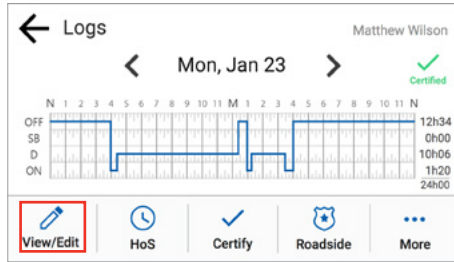 Logs
Matthew Wilson
Mon, Jan 23
Certified
N 1 2 3 4 5 6 7 8 9 10 11 M 1 2 3 4 5 6 7 8 9 10 11 N
OFF 12h34
SB 0h00
D 10h06
ON 1h20
24h00
View/Edit HoS Certify Roadside More